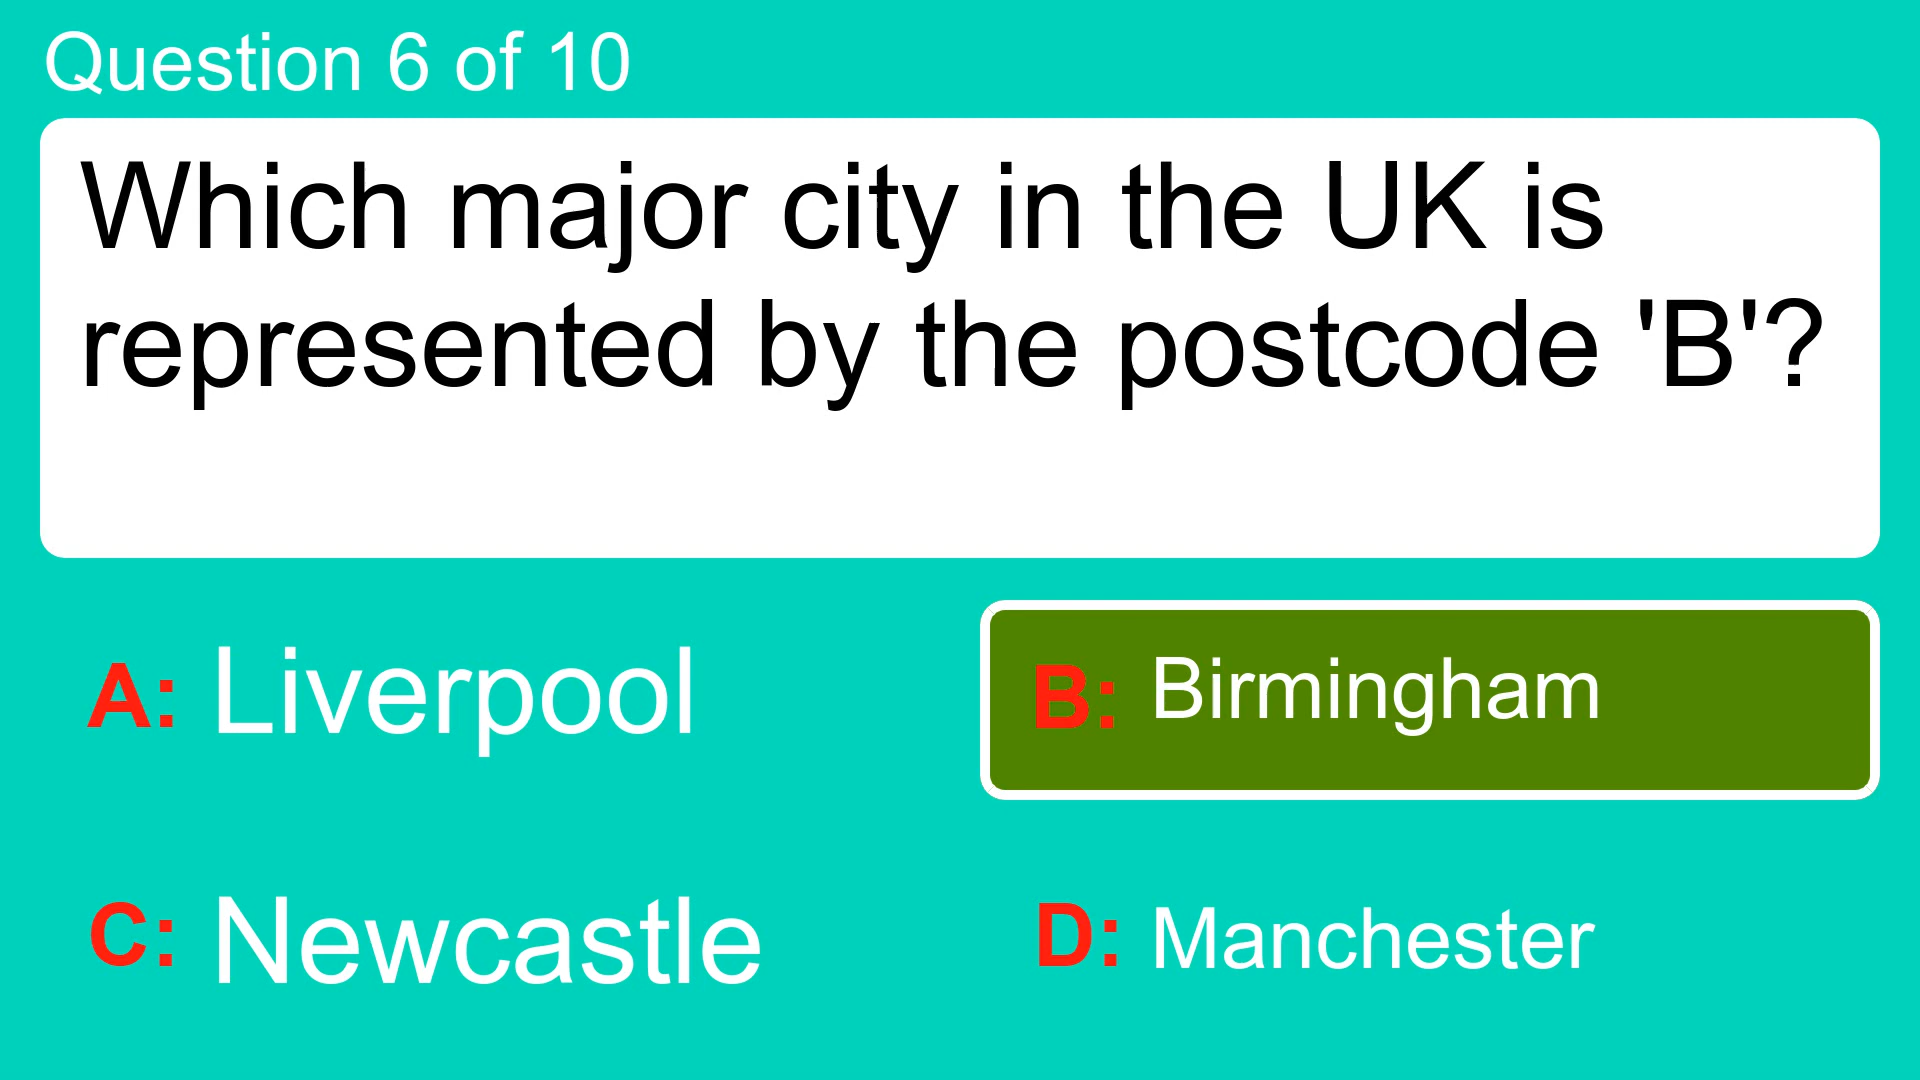 Question 6 of 10
Which major city in the UK is
represented by the postcode 'B'?
A: Liverpool
B: Birmingham
C: Newcastle
D: Manchester